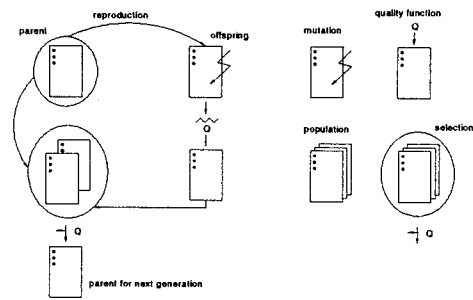 reproduction
parent
offspring
mutation
quality function
Q
Q
population
selection
Q
Q
parent for next generation